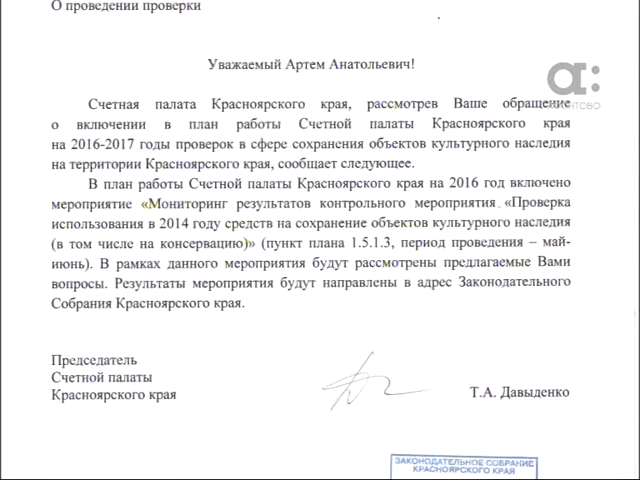 О проведении проверки
Уважаемый Артем Анатольевич!
Счетная палата Красноярского края, рассмотрев Ваше обращение
о включении в план работы Счетной палаты Красноярского края
на 2016-2017 годы проверок в сфере сохранения объектов культурного наследия
на территории Красноярского края, сообщает следующее.
В план работы Счетной палаты Красноярского края на 2016 год включено
мероприятие «Мониторинг результатов контрольного мероприятия «Проверка
использования в 2014 году средств на сохранение объектов культурного наследия
(в том числе на консервацию)» (пункт плана 1.5.1.3, период проведения – май-
июнь). В рамках данного мероприятия будут рассмотрены предлагаемые Вами
вопросы. Результаты мероприятия будут направлены в адрес Законодательного
Собрания Красноярского края.
Председатель
Счетной палаты
Красноярского края
Т.А. Давыденко
ЗАКОНОДАТЕЛЬНОЕ СОБРАНИЕ
КРАСНОЯРСКОГО КРАЯ
а: